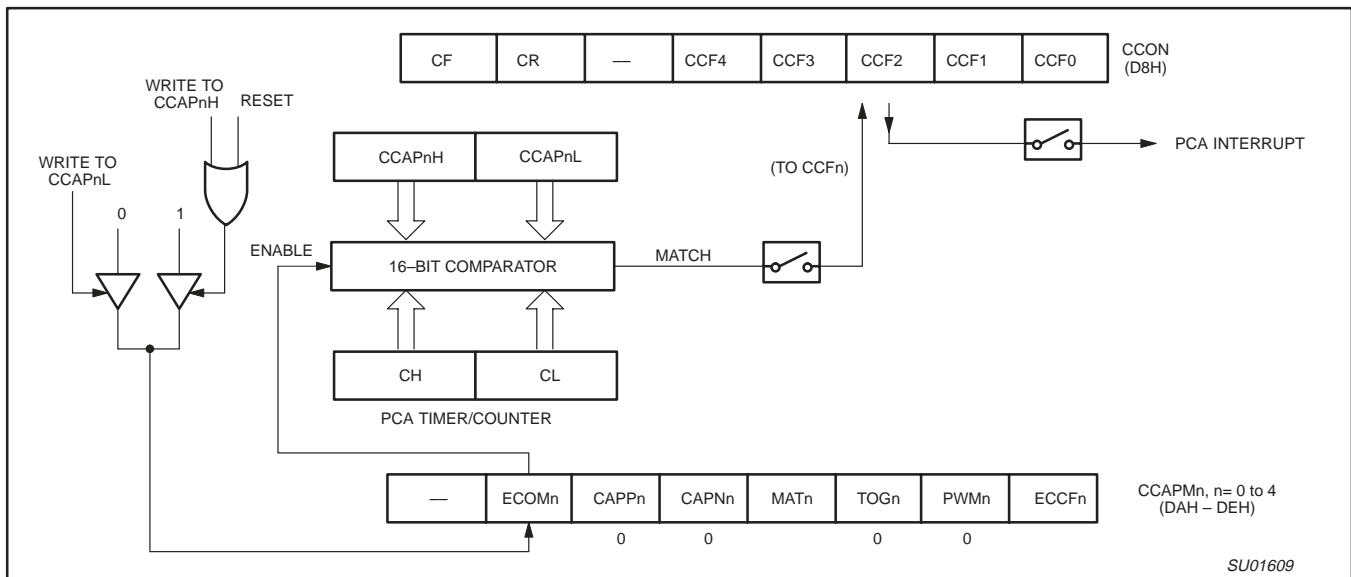 CF CR — CCF4 CCF3 CCF2 CCF1 CCF0
CCON
(D8H)
WRITE TO
CCAPnH
RESET
WRITE TO
CCAPnL
0 1
CCAPnH CCAPnL
(TO CCFn)
PCA INTERRUPT
ENABLE
16–BIT COMPARATOR
MATCH
CH CL
PCA TIMER/COUNTER
— ECOMn CAPPn CAPNn MATn TOGn PWMn ECCFn
CCAPMn, n= 0 to 4
(DAH – DEH)
0 0 0 0
SU01609